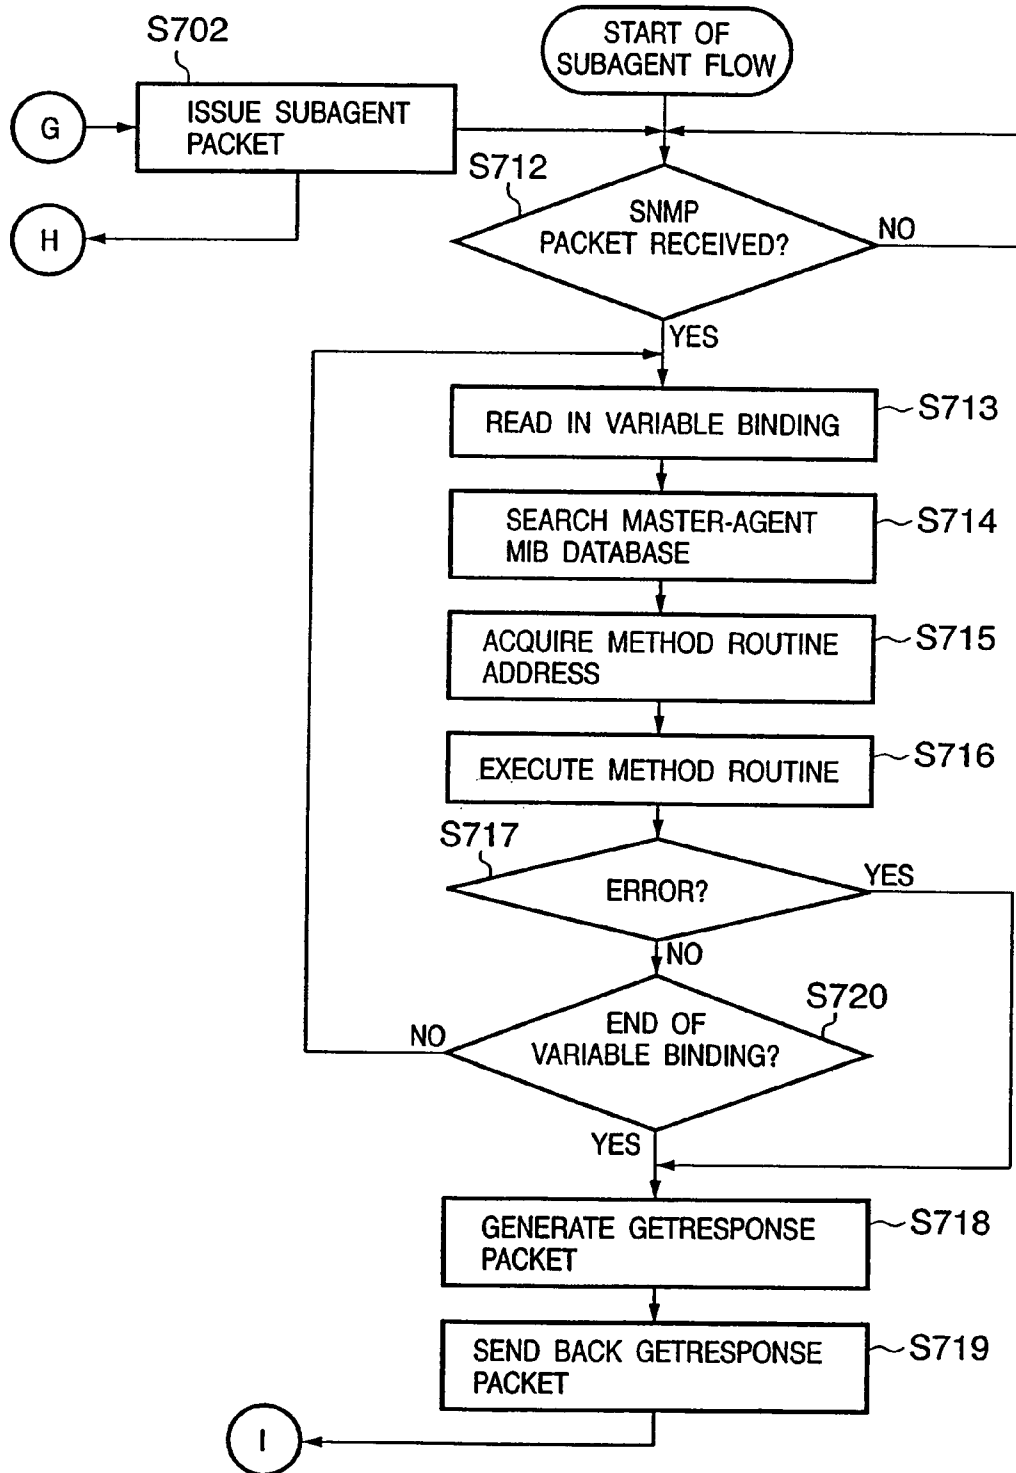 S702
START OF
SUBAGENT FLOW
G
ISSUE SUBAGENT
PACKET
S712
H
SNMP
PACKET RECEIVED?
NO
YES
READ IN VARIABLE BINDING
S713
SEARCH MASTER-AGENT
MIB DATABASE
S714
ACQUIRE METHOD ROUTINE
ADDRESS
S715
EXECUTE METHOD ROUTINE
S716
S717
ERROR?
YES
NO
S720
END OF
VARIABLE BINDING?
NO
YES
GENERATE GETRESPONSE
PACKET
S718
SEND BACK GETRESPONSE
PACKET
S719
I